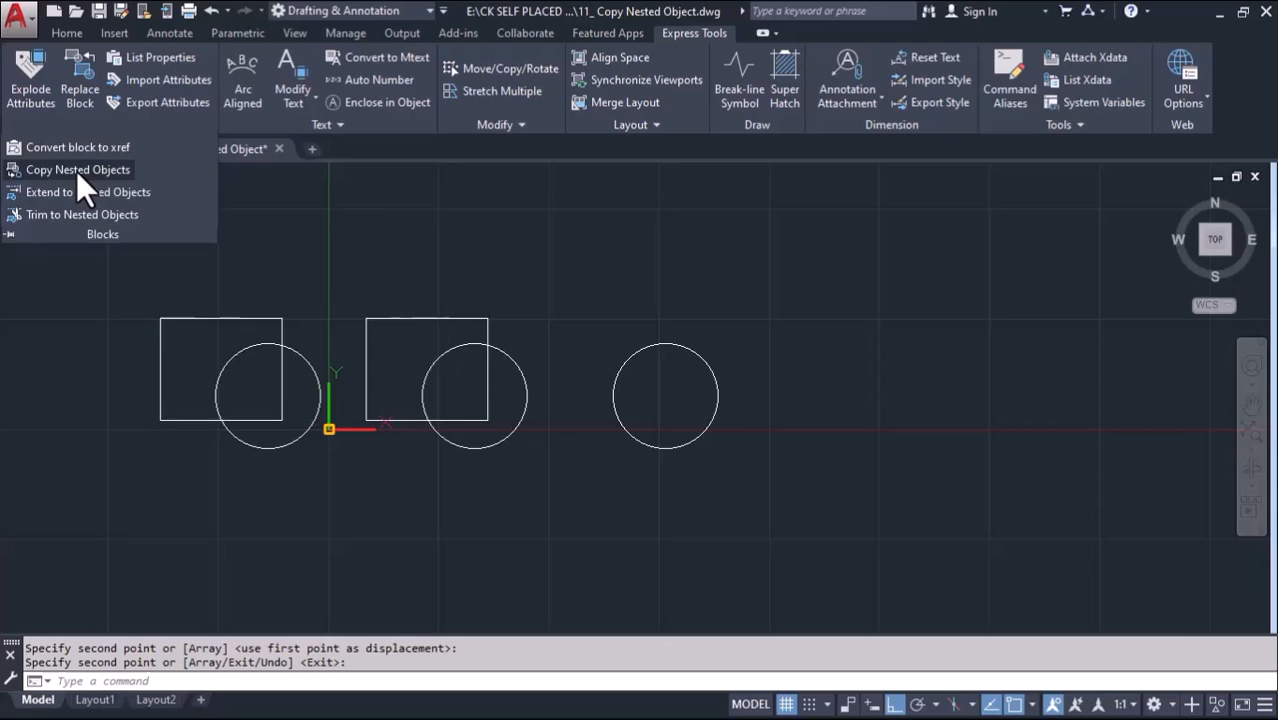 Drafting & Annotation
E:\CK SELF PLACED ...\11_ Copy Nested Object.dwg
Type a keyword or phrase
Sign In
Home Insert Annotate Parametric View Manage Output Add-ins Collaborate Featured Apps Express Tools
Explode Attributes
Replace Block
List Properties
Import Attributes
Export Attributes
Convert block to xref
Copy Nested Objects
Extend to Nested Objects
Trim to Nested Objects
Blocks
Arc Aligned
Modify Text
Convert to Mtext
Auto Number
Enclose in Object
Text
Move/Copy/Rotate
Stretch Multiple
Modify
Align Space
Synchronize Viewports
Merge Layout
Layout
Break-line Symbol
Super Hatch
Draw
Annotation Attachment
Reset Text
Import Style
Export Style
Dimension
Command Aliases
Attach Xdata
List Xdata
System Variables
Tools
URL Options
Web
ed Object*
N
W TOP E
S
WCS
Y
X
Specify second point or [Array] <use first point as displacement>:
Specify second point or [Array/Exit/Undo] <Exit>:
Type a command
Model Layout1 Layout2
MODEL 1:1